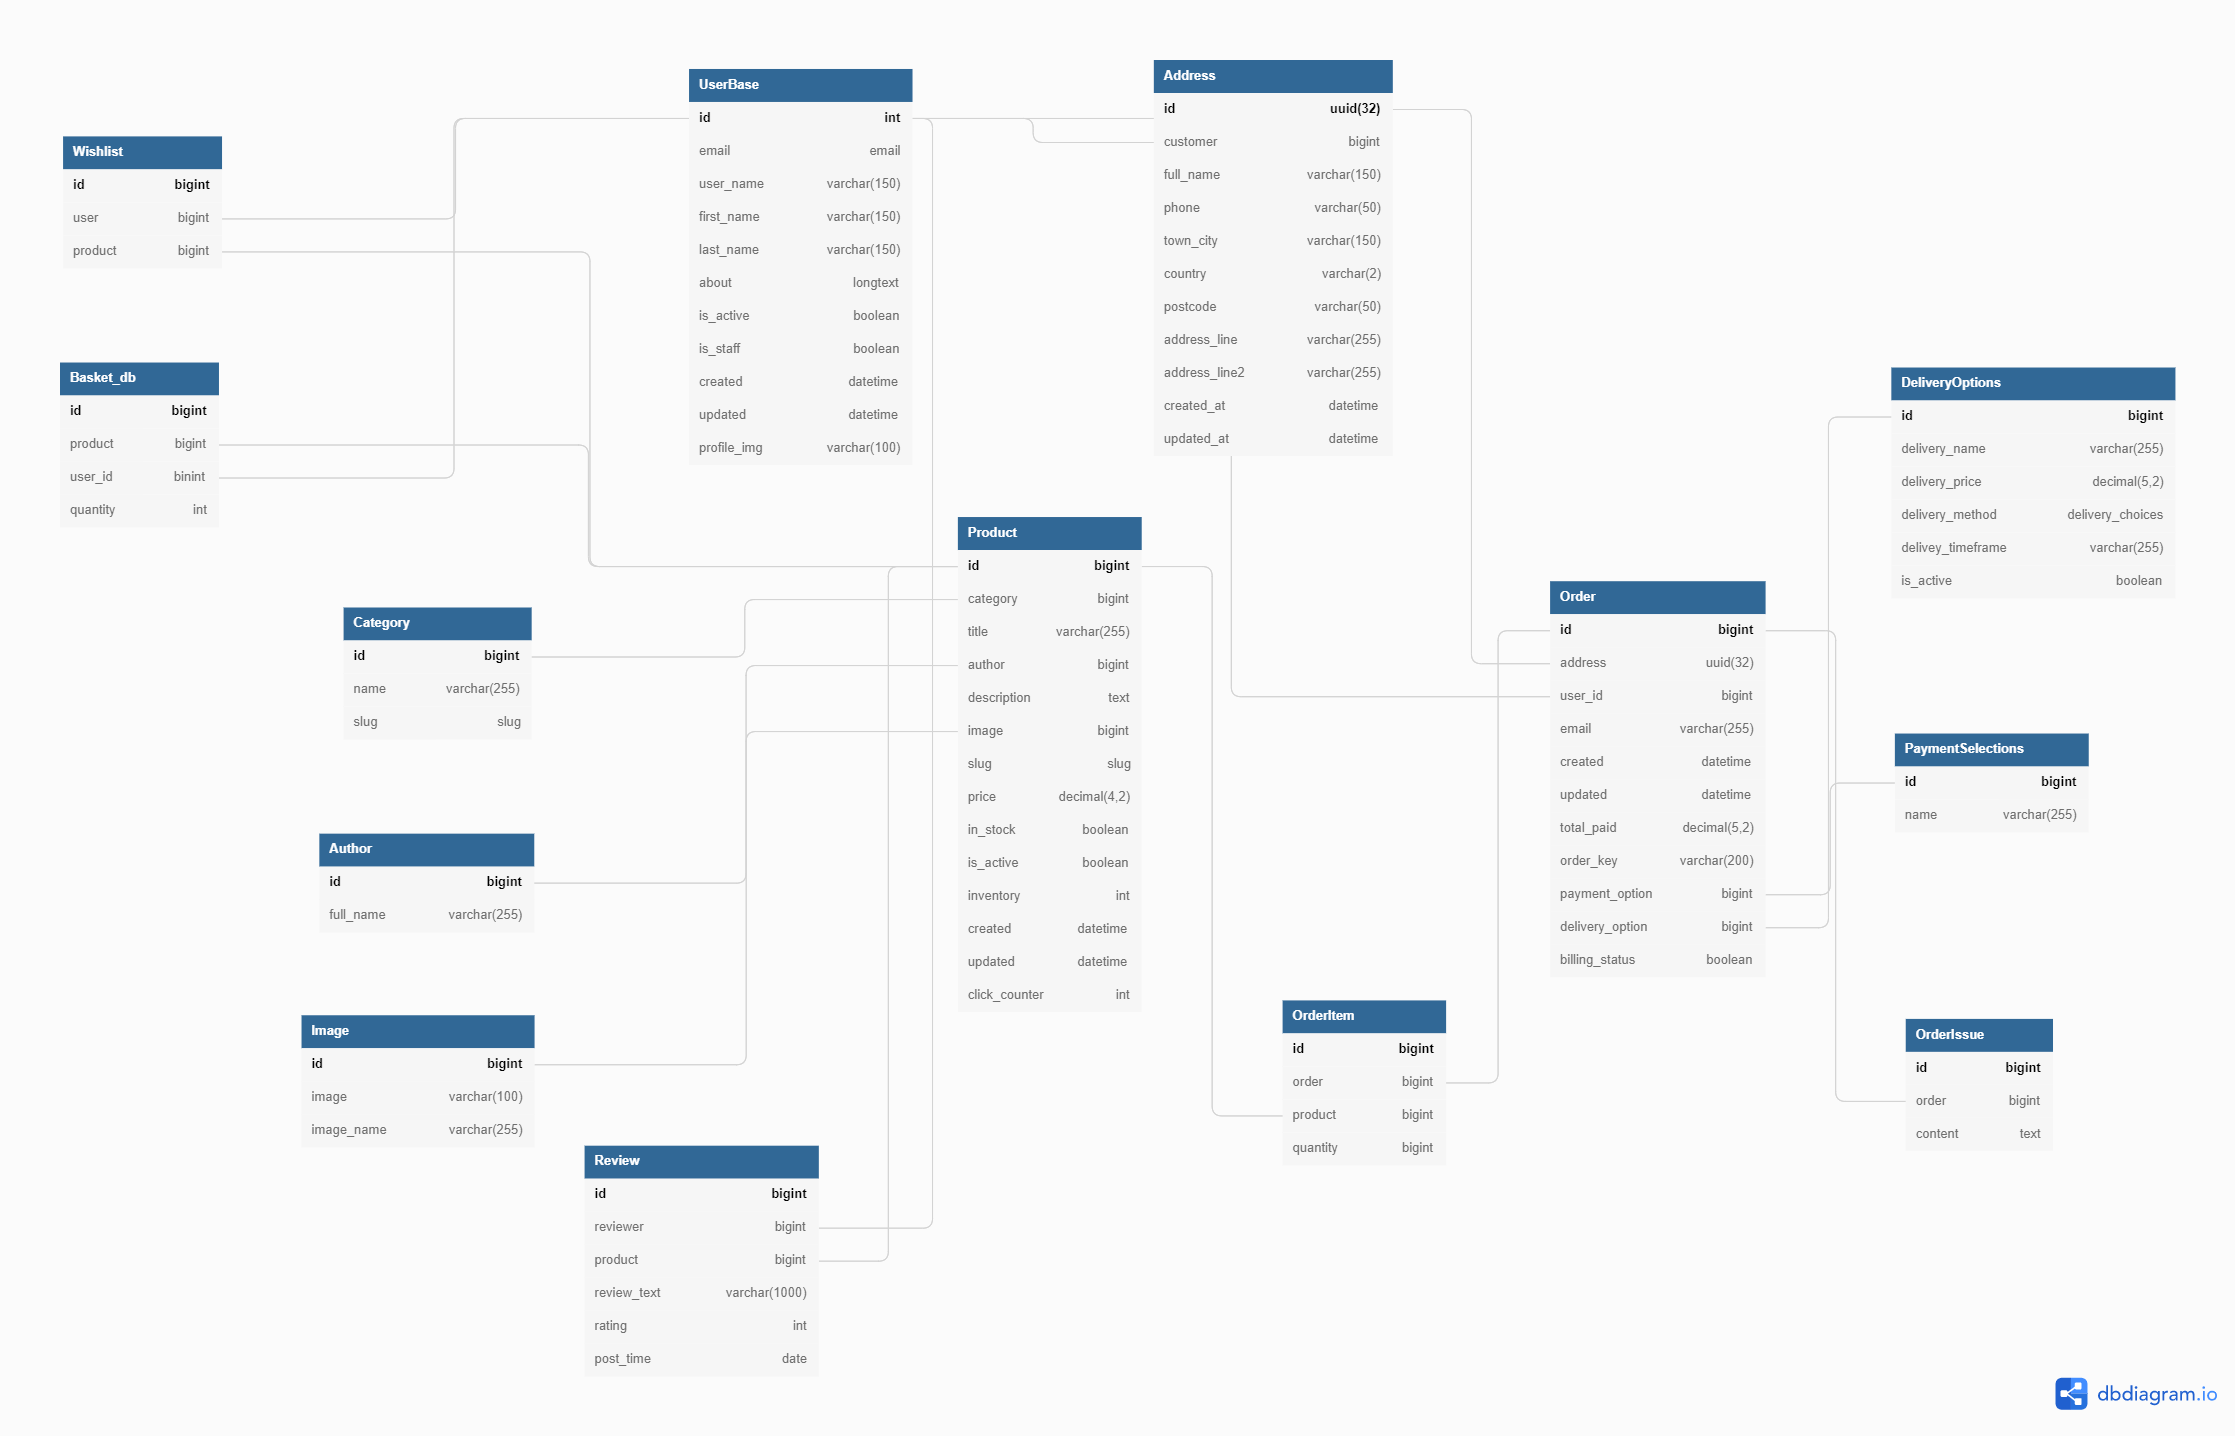 Wishlist
id bigint
user bigint
product bigint
Basket_db
id bigint
product bigint
user_id binint
quantity int
UserBase
id int
email email
user_name varchar(150)
first_name varchar(150)
last_name varchar(150)
about longtext
is_active boolean
is_staff boolean
created datetime
updated datetime
profile_img varchar(100)
Address
id uuid(32)
customer bigint
full_name varchar(150)
phone varchar(50)
town_city varchar(150)
country varchar(2)
postcode varchar(50)
address_line varchar(255)
address_line2 varchar(255)
created_at datetime
updated_at datetime
DeliveryOptions
id bigint
delivery_name varchar(255)
delivery_price decimal(5,2)
delivery_method delivery_choices
delivey_timeframe varchar(255)
is_active boolean
Product
id bigint
category bigint
title varchar(255)
author bigint
description text
image bigint
slug slug
price decimal(4,2)
in_stock boolean
is_active boolean
inventory int
created datetime
updated datetime
click_counter int
Category
id bigint
name varchar(255)
slug slug
Order
id bigint
address uuid(32)
user_id bigint
email varchar(255)
created datetime
updated datetime
total_paid decimal(5,2)
order_key varchar(200)
payment_option bigint
delivery_option bigint
billing_status boolean
PaymentSelections
id bigint
name varchar(255)
Author
id bigint
full_name varchar(255)
Image
id bigint
image varchar(100)
image_name varchar(255)
OrderItem
id bigint
order bigint
product bigint
quantity bigint
OrderIssue
id bigint
order bigint
content text
Review
id bigint
reviewer bigint
product bigint
review_text varchar(1000)
rating int
post_time date
dbdiagram.io